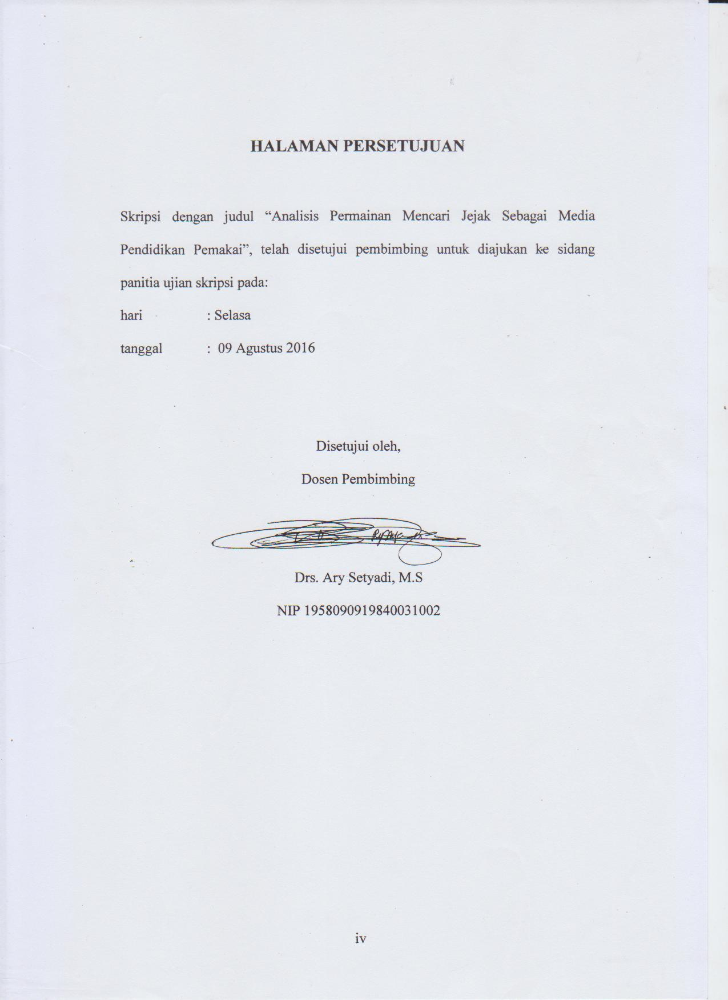 HALAMAN PERSETUJUAN
Skripsi dengan judul “Analisis Permainan Mencari Jejak Sebagai Media
Pendidikan Pemakai”, telah disetujui pembimbing untuk diajukan ke sidang
panitia ujian skripsi pada:
hari : Selasa
tanggal : 09 Agustus 2016
Disetujui oleh,
Dosen Pembimbing
Drs. Ary Setyadi, M.S
NIP 1958090919840031002
iv